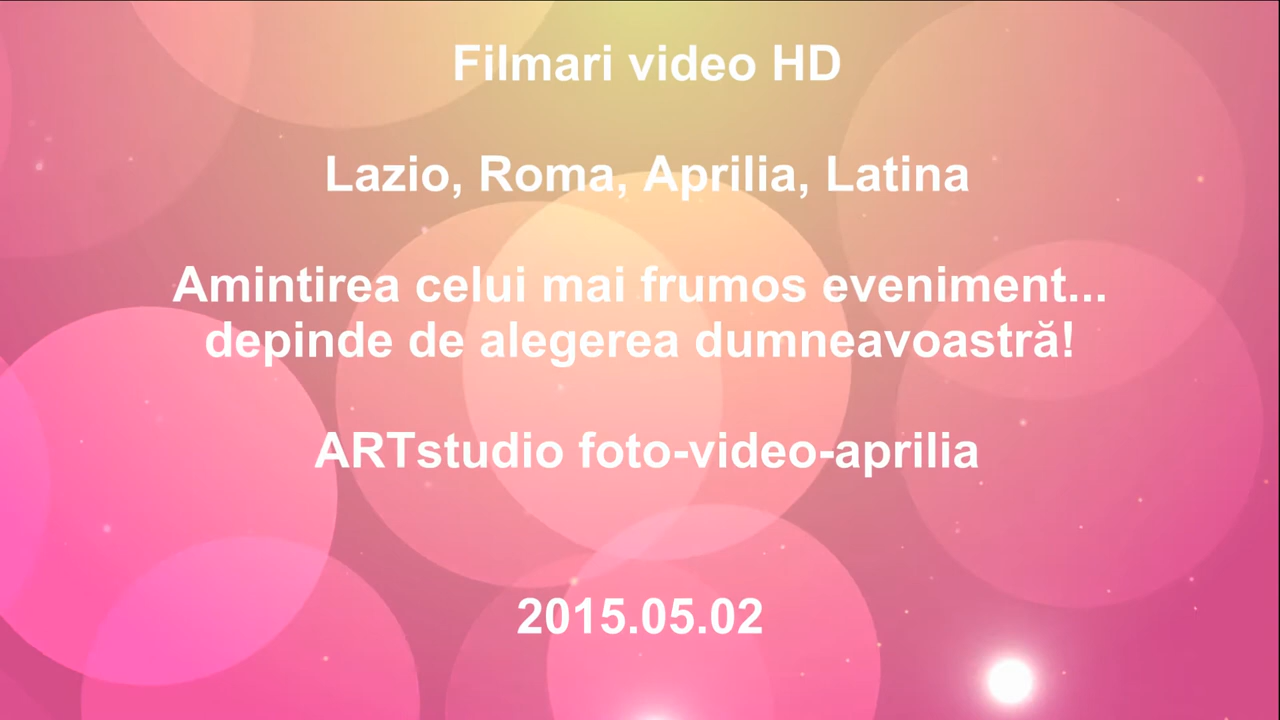 Filmari video HD
Lazio, Roma, Aprilia, Latina
Amintirea celui mai frumos eveniment...
depinde de alegerea dumneavoastră!
ARTstudio foto-video-aprilia
2015.05.02